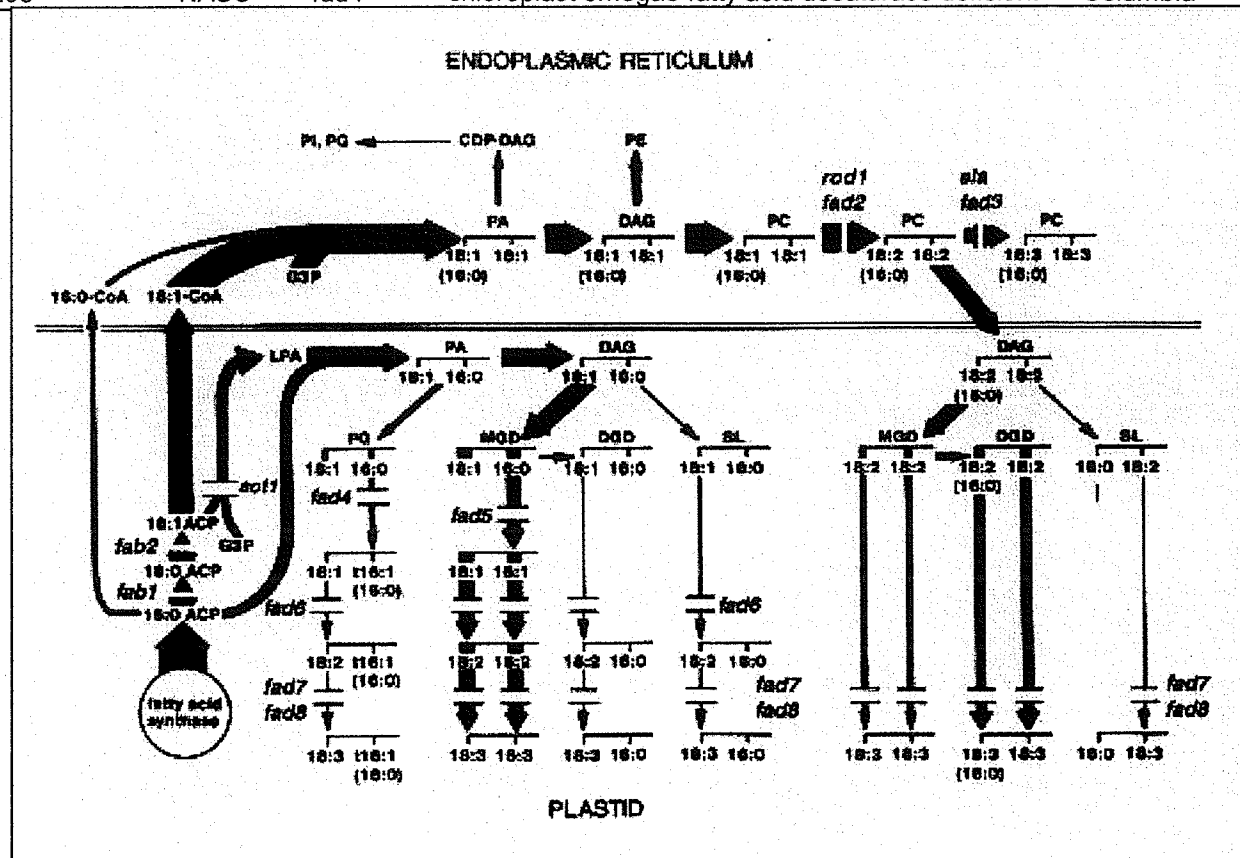 ENDOPLASMIC RETICULUM
PI, PG CDP-DAG PE
rod1 ala
fad2 fad3
PA DAG PC PC PC
18:1 18:1 18:1 18:1 18:1 18:1 18:2 18:2 18:3 18:3
G3P (16:0) (16:0) (16:0) (16:0) (16:0)
16:0-CoA 18:1-CoA
LPA PA DAG DAG
18:1 16:0 18:1 16:0 18:2 18:2
(16:0)
PG MGD DGD SL MGD DGD SL
18:1 16:0 18:1 16:0 18:1 16:0 18:1 16:0 18:2 18:2 18:2 18:2 16:0 18:2
(16:0)
act1 fad4 fad5
18:1 ACP
fab2 G3P
18:0 ACP 18:1 t16:1 18:1 16:1
(16:0)
fab1
16:0 ACP fad6 fad6
18:2 t16:1 18:2 16:2 18:2 16:0 18:2 16:0
(16:0)
fatty acid fad7 fad7 fad7
synthase fad8 fad8 fad8
18:3 t16:1 18:3 16:3 18:3 16:0 18:3 16:0 18:3 18:3 18:3 18:3 16:0 18:3
(16:0) (16:0)
PLASTID